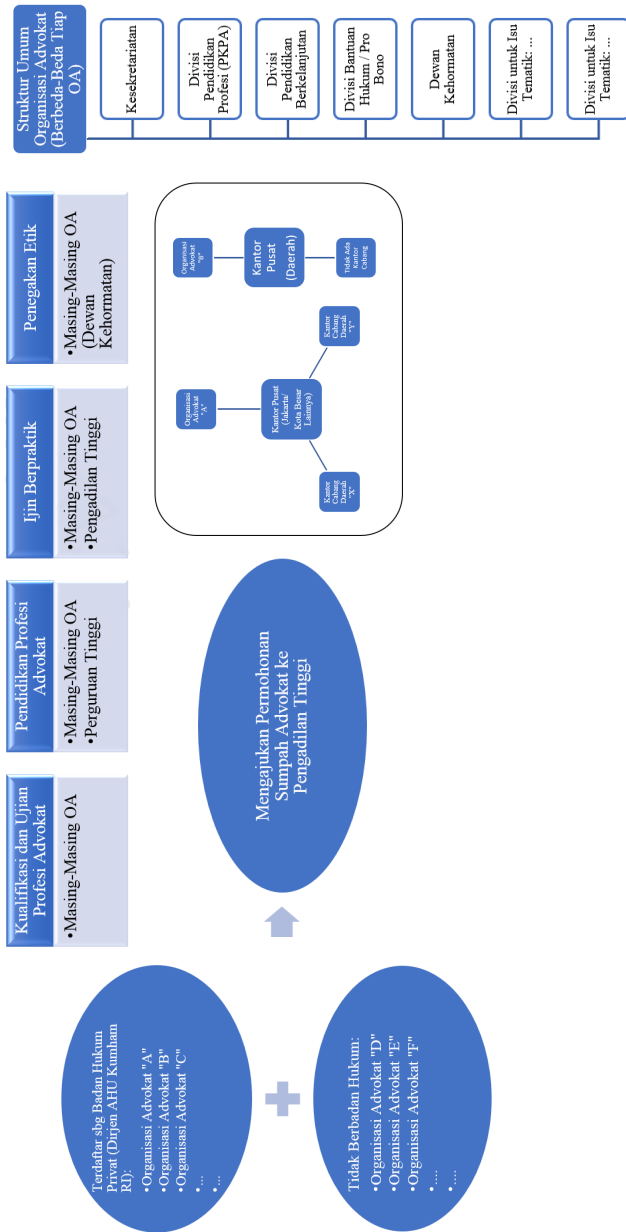 Kualifikasi dan Ujian
Profesi Advokat
•Masing-Masing OA
Pendidikan Profesi
Advokat
•Masing-Masing OA
•Perguruan Tinggi
Ijin Berpraktik
•Masing-Masing OA
•Pengadilan Tinggi
Penegakan Etik
•Masing-Masing OA
(Dewan
Kehormatan)
Struktur Umum
Organisasi Advokat
(Berbeda-Beda Tiap
OA)
Kesekretariatan
Divisi
Pendidikan
Profesi (PKPA)
Divisi
Pendidikan
Berkelanjutan
Divisi Bantuan
Hukum / Pro
Bono
Dewan
Kehormatan
Divisi untuk Isu
Tematik: ...
Divisi untuk Isu
Tematik: ...
Terdaftar sbg Badan Hukum
Privat (Dirjen AHU Kumham
RI):
•Organisasi Advokat "A"
•Organisasi Advokat "B"
•Organisasi Advokat "C"
•...
•...
Tidak Berbadan Hukum:
•Organisasi Advokat "D"
•Organisasi Advokat "E"
•Organisasi Advokat "F"
•....
•....
Mengajukan Permohonan
Sumpah Advokat ke
Pengadilan Tinggi
Organisasi
Advokat
"A"
Kantor Pusat
(Jakarta/
Kota Besar
Lainnya)
Kantor
Cabang
Daerah
"X"
Kantor
Cabang
Daerah
"Y"
Organisasi
Advokat
"B"
Kantor
Pusat
(Daerah)
Tidak Ada
Kantor
Cabang